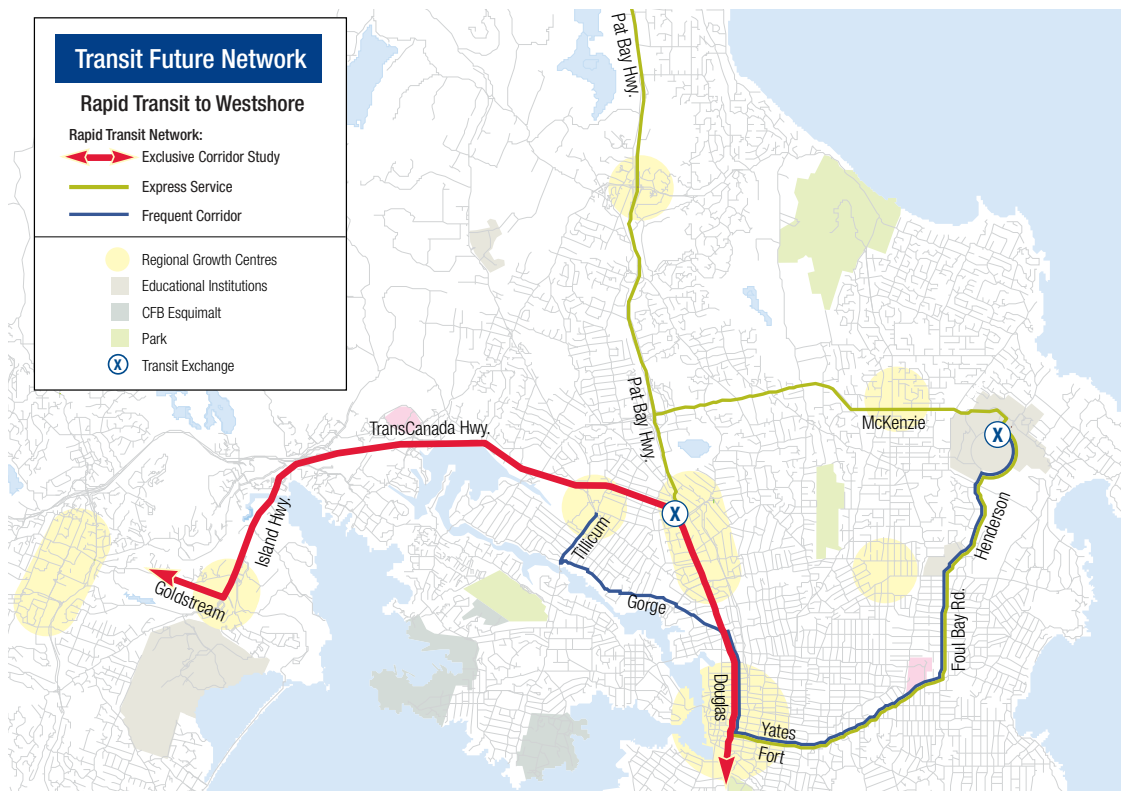 Transit Future Network
Rapid Transit to Westshore
Rapid Transit Network:
Exclusive Corridor Study
Express Service
Frequent Corridor
Regional Growth Centres
Educational Institutions
CFB Esquimalt
Park
X Transit Exchange
Pat Bay Hwy.
Pat Bay Hwy.
McKenzie
X
TransCanada Hwy.
Island Hwy.
Goldstream
X
Tillicum
Gorge
Henderson
Foul Bay Rd.
Douglas
Yates
Fort